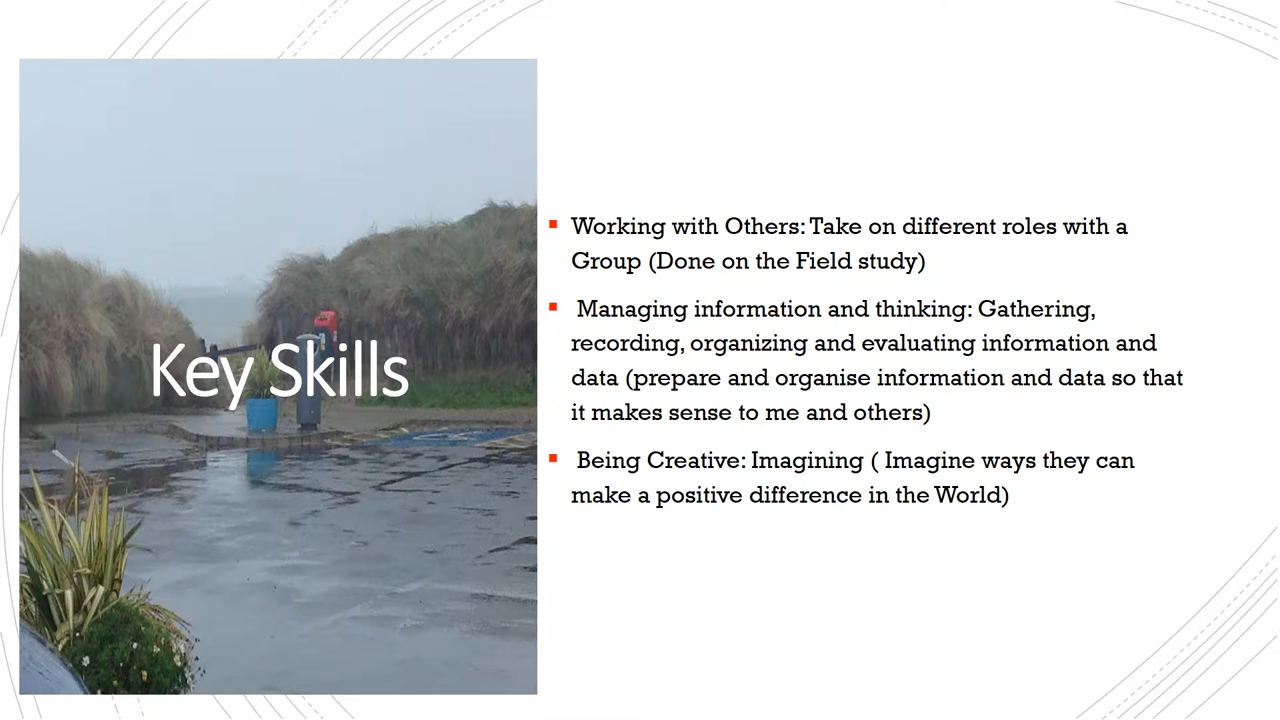 Key Skills
Working with Others: Take on different roles with a
Group (Done on the Field study)
Managing information and thinking: Gathering,
recording, organizing and evaluating information and
data (prepare and organise information and data so that
it makes sense to me and others)
Being Creative: Imagining ( Imagine ways they can
make a positive difference in the World)